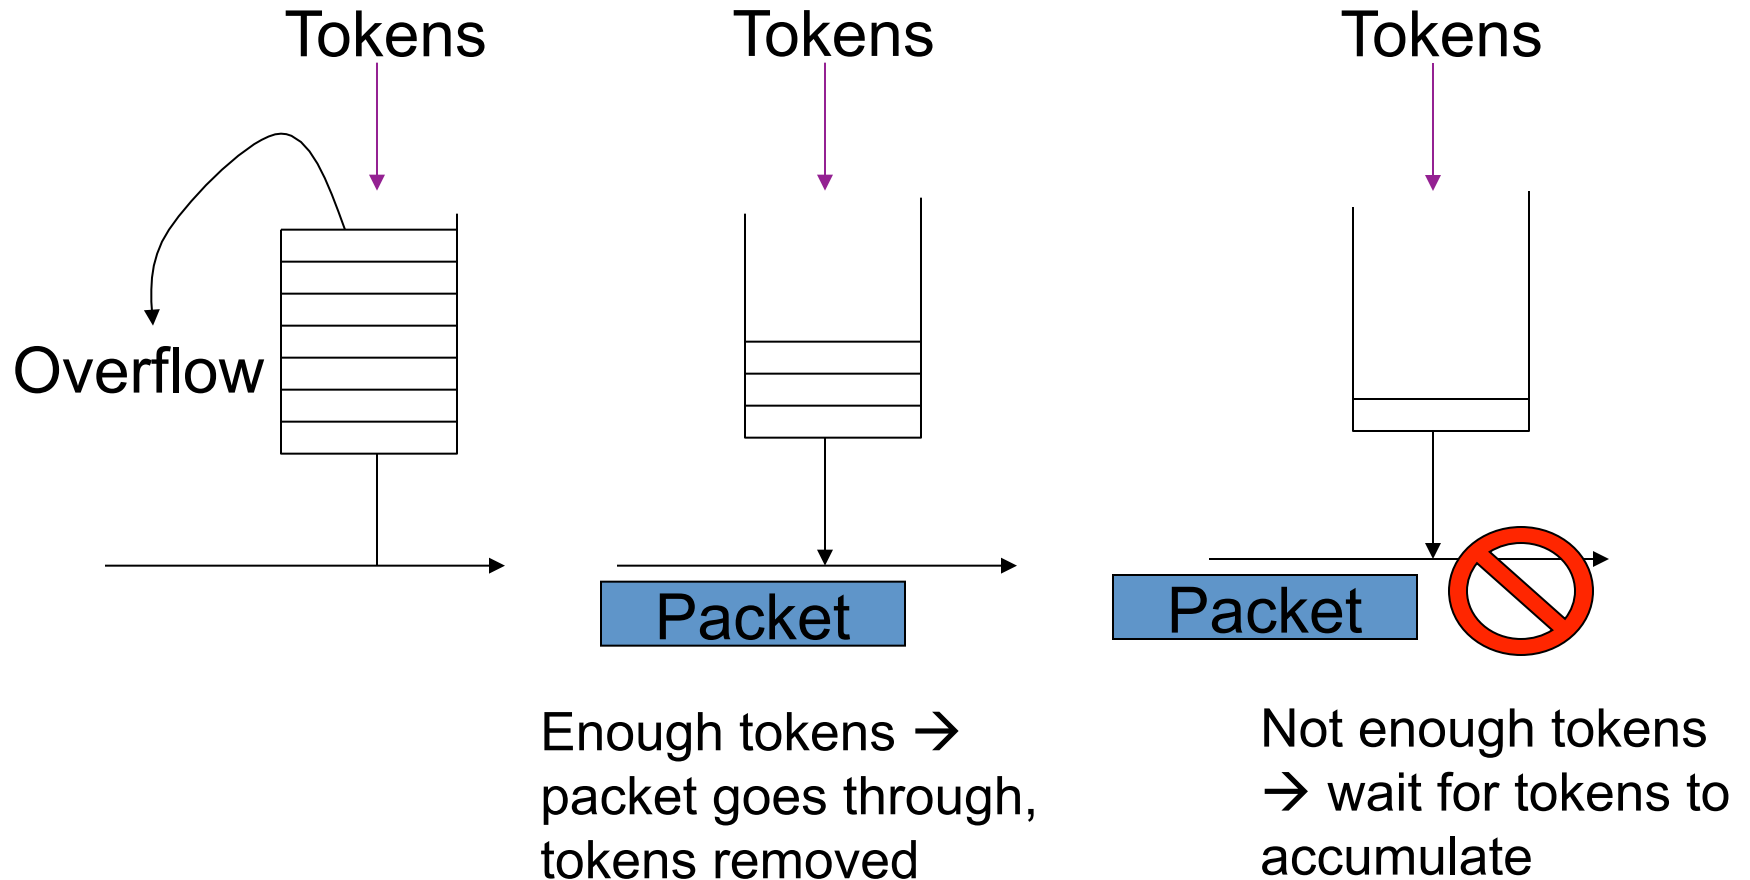 Tokens
Tokens
Tokens
Overflow
Packet
Packet
Enough tokens →
packet goes through,
tokens removed
Not enough tokens
→ wait for tokens to
accumulate